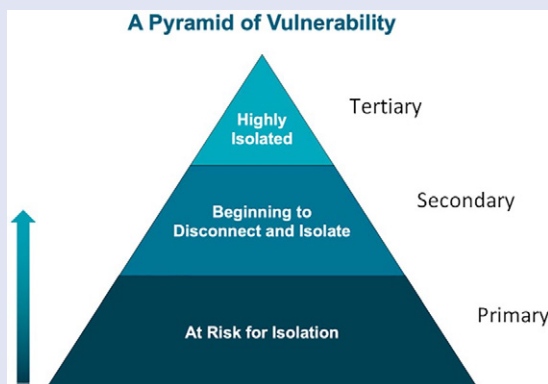 A Pyramid of Vulnerability
Highly
Isolated
Tertiary
Beginning to
Disconnect and Isolate
Secondary
At Risk for Isolation
Primary